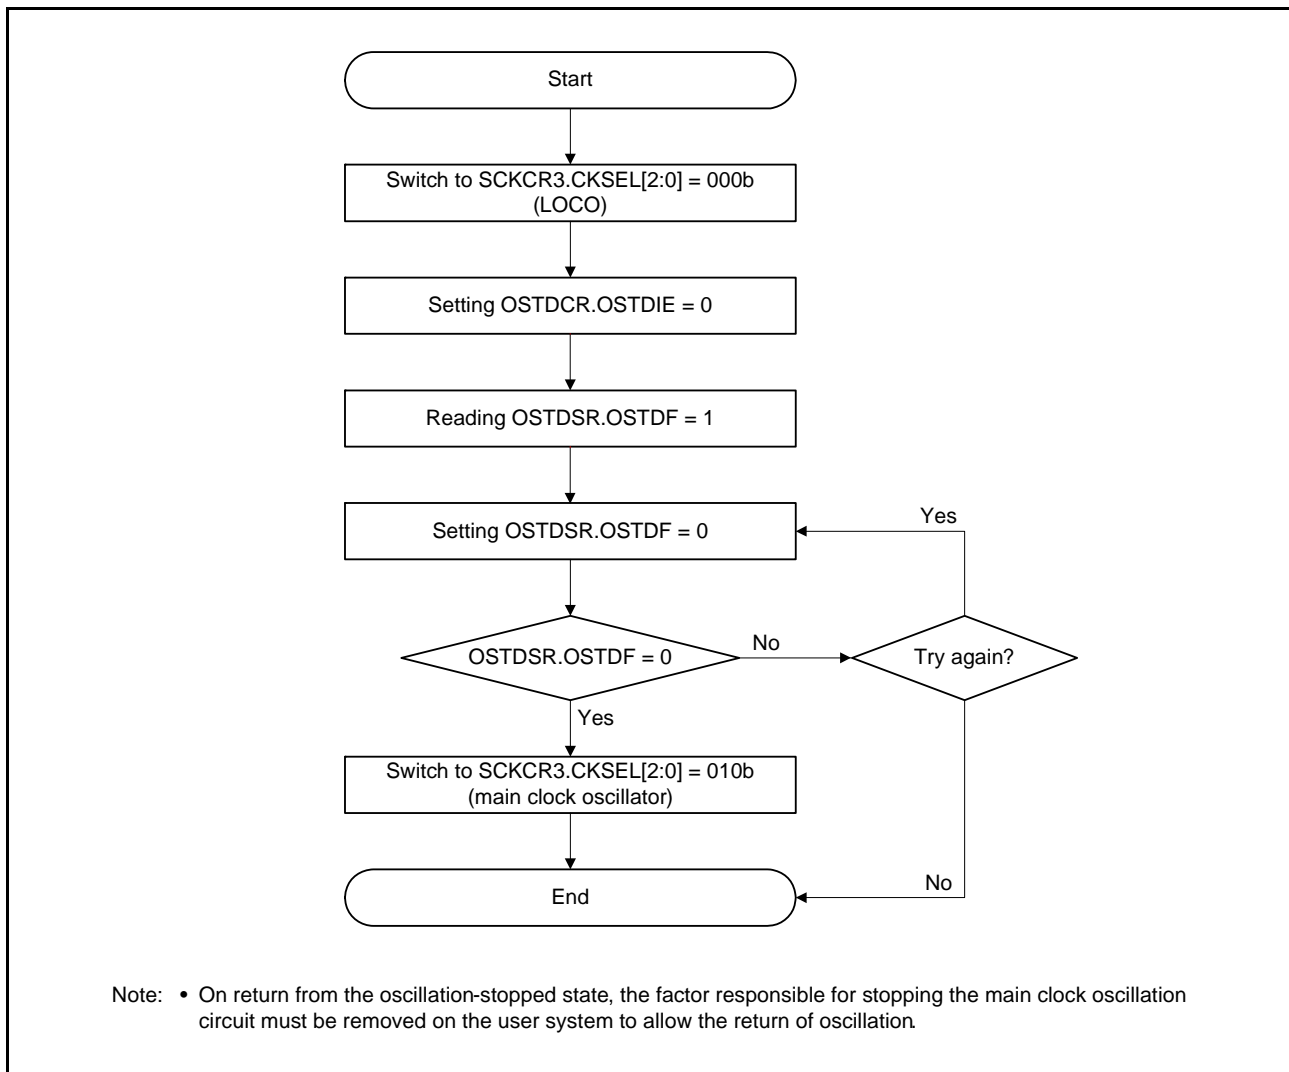 Start
Switch to SCKCR3.CKSEL[2:0] = 000b
(LOCO)
Setting OSTDCR.OSTDIE = 0
Reading OSTDSR.OSTDF = 1
Setting OSTDSR.OSTDF = 0
Yes
OSTDSR.OSTDF = 0
No
Try again?
Yes
Switch to SCKCR3.CKSEL[2:0] = 010b
(main clock oscillator)
No
End
Note: • On return from the oscillation-stopped state, the factor responsible for stopping the main clock oscillation
circuit must be removed on the user system to allow the return of oscillation.